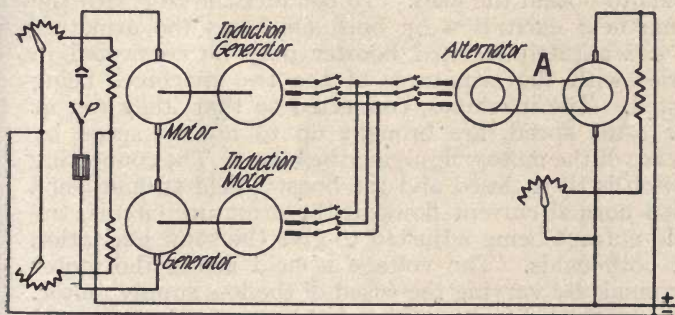 Induction
Generator
Alternator
A
P
Motor
Induction
Motor
Generator
+
−